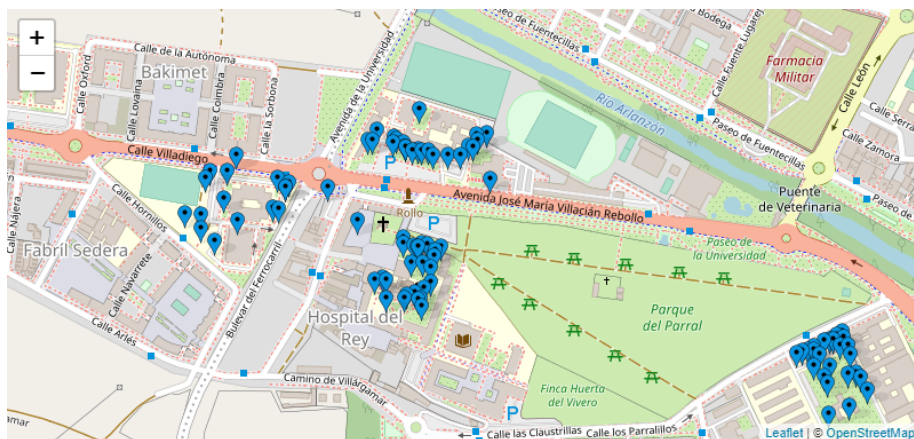 +
−
Calle de la Autónoma
Bakimet
Calle Oxford
Calle Lovaina
Calle Coimbra
Calle la Sorbona
Avenida de la Universidad
Paseo de Fuentecillas
Bodega
Calle Fuente Lugarejo
Farmacia
Militar
Calle León
Calle Serra
Calle Zamora
Río Arlanzón
Paseo de Fuentecillas
Calle Villadiego
P
Avenida José María Villacián Rebollo
Rollo
P
Puente
de Veterinaria
Calle Nájera
Calle Hornillos
Fabril Sedera
Calle Navarrete
Bulevar del Ferrocarril
Paseo de
la Universidad
Parque
del Parral
Hospital del
Rey
Calle Arlés
Camino de Villargamar
Finca Huerta
del Vivero
P
Calle las Claustrillas
Calle los Parralillos
Leaflet | © OpenStreetMap